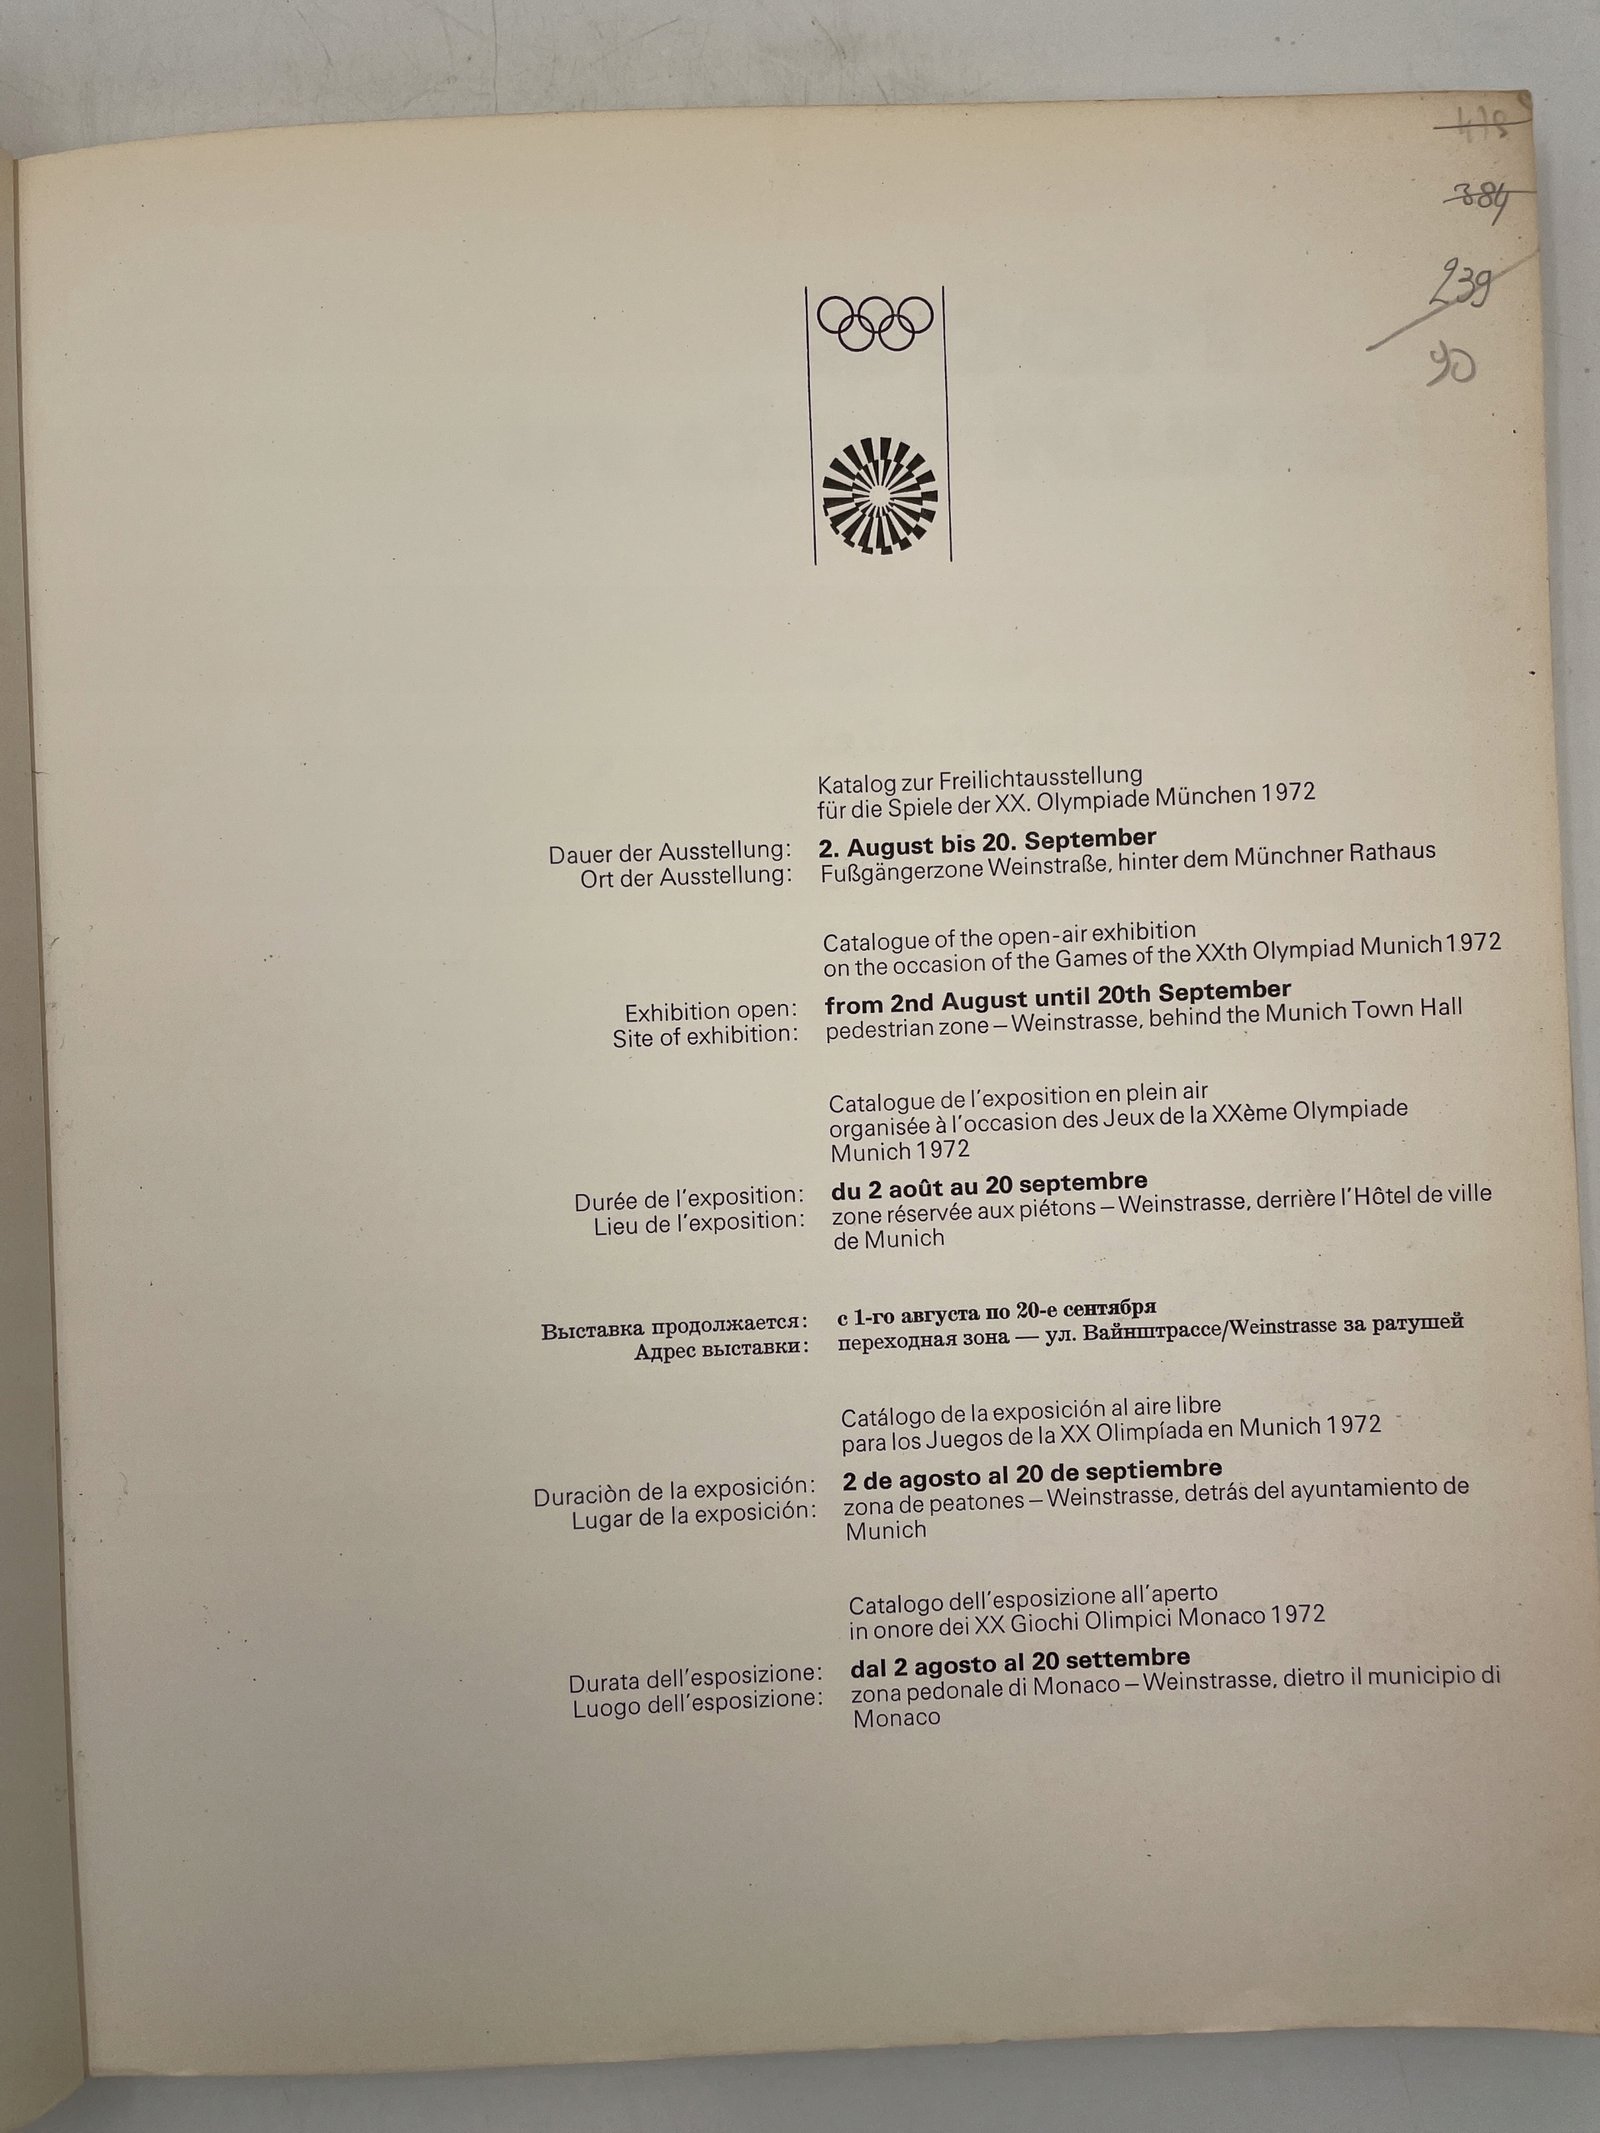 478
384
239
90
Katalog zur Freilichtausstellung
für die Spiele der XX. Olympiade München 1972
Dauer der Ausstellung: 2. August bis 20. September
Ort der Ausstellung: Fußgängerzone Weinstraße, hinter dem Münchner Rathaus
Catalogue of the open-air exhibition
on the occasion of the Games of the XXth Olympiad Munich 1972
Exhibition open: from 2nd August until 20th September
Site of exhibition: pedestrian zone – Weinstrasse, behind the Munich Town Hall
Catalogue de l'exposition en plein air
organisée à l'occasion des Jeux de la XXème Olympiade
Munich 1972
Durée de l'exposition: du 2 août au 20 septembre
Lieu de l'exposition: zone réservée aux piétons – Weinstrasse, derrière l'Hôtel de ville
de Munich
Выставка продолжается: с 1-го августа по 20-е сентября
Адрес выставки: переходная зона — ул. Вайнштрассе/Weinstrasse за ратушей
Catálogo de la exposición al aire libre
para los Juegos de la XX Olimpíada en Munich 1972
Duraciòn de la exposición: 2 de agosto al 20 de septiembre
Lugar de la exposición: zona de peatones – Weinstrasse, detrás del ayuntamiento de
Munich
Catalogo dell'esposizione all'aperto
in onore dei XX Giochi Olimpici Monaco 1972
Durata dell'esposizione: dal 2 agosto al 20 settembre
Luogo dell'esposizione: zona pedonale di Monaco – Weinstrasse, dietro il municipio di
Monaco